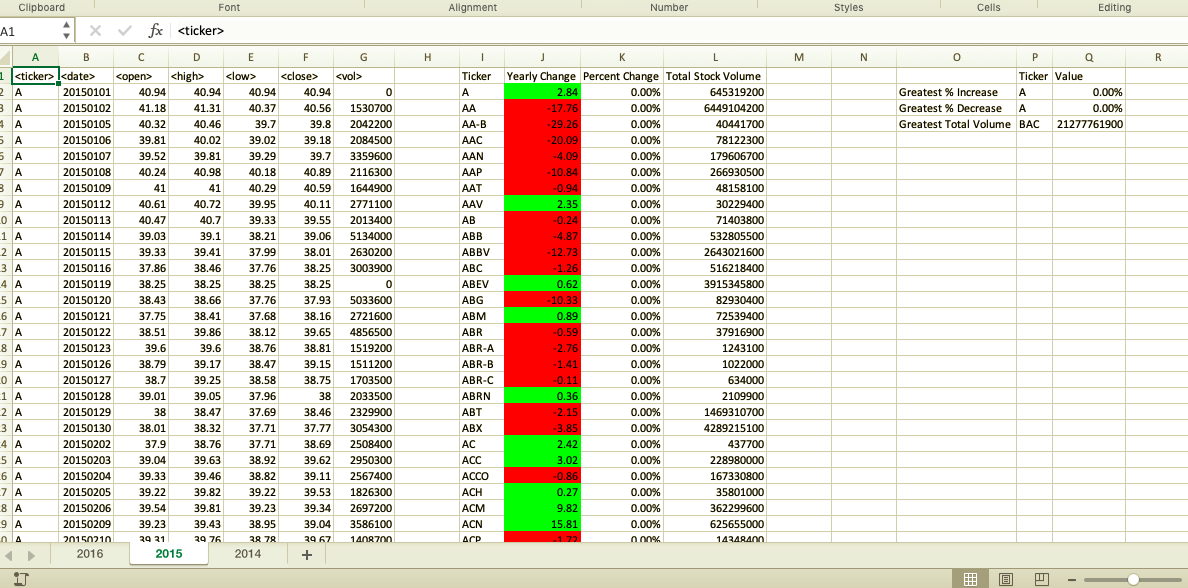 Clipboard Font Alignment Number Styles Cells Editing
A1 fx <ticker>
A B C D E F G H I J K L M N O P Q R
1 <ticker> <date> <open> <high> <low> <close> <vol> Ticker Yearly Change Percent Change Total Stock Volume Ticker Value
2 A 20150101 40.94 40.94 40.94 40.94 0 A 2.84 0.00% 645319200 Greatest % Increase A 0.00%
3 A 20150102 41.18 41.31 40.37 40.56 1530700 AA -17.76 0.00% 6449104200 Greatest % Decrease A 0.00%
4 A 20150105 40.32 40.46 39.7 39.8 2042200 AA-B -29.26 0.00% 40441700 Greatest Total Volume BAC 21277761900
5 A 20150106 39.81 40.02 39.02 39.18 2084500 AAC -20.09 0.00% 78122300
6 A 20150107 39.52 39.81 39.29 39.7 3359600 AAN -4.09 0.00% 179606700
7 A 20150108 40.24 40.98 40.18 40.89 2116300 AAP -10.84 0.00% 266930500
8 A 20150109 41 41 40.29 40.59 1644900 AAT -0.94 0.00% 48158100
9 A 20150112 40.61 40.72 39.95 40.11 2771100 AAV 2.35 0.00% 30229400
0 A 20150113 40.47 40.7 39.33 39.55 2013400 AB -0.24 0.00% 71403800
1 A 20150114 39.03 39.1 38.21 39.06 5134000 ABB -4.87 0.00% 532805500
2 A 20150115 39.33 39.41 37.99 38.01 2630200 ABBV -12.73 0.00% 2643021600
3 A 20150116 37.86 38.46 37.76 38.25 3003900 ABC -1.26 0.00% 516218400
4 A 20150119 38.25 38.25 38.25 38.25 0 ABEV 0.62 0.00% 3915345800
5 A 20150120 38.43 38.66 37.76 37.93 5033600 ABG -10.33 0.00% 82930400
6 A 20150121 37.75 38.41 37.68 38.16 2721600 ABM 0.89 0.00% 72539400
7 A 20150122 38.51 39.86 38.12 39.65 4856500 ABR -0.59 0.00% 37916900
8 A 20150123 39.6 39.6 38.76 38.81 1519200 ABR-A -2.76 0.00% 1243100
9 A 20150126 38.79 39.17 38.47 39.15 1511200 ABR-B -1.41 0.00% 1022000
0 A 20150127 38.7 39.25 38.58 38.75 1703500 ABR-C -0.11 0.00% 634000
1 A 20150128 39.01 39.05 37.96 38 2033500 ABRN 0.36 0.00% 2109900
2 A 20150129 38 38.47 37.69 38.46 2329900 ABT -2.15 0.00% 1469310700
3 A 20150130 38.01 38.32 37.71 37.77 3054300 ABX -3.85 0.00% 4289215100
4 A 20150202 37.9 38.76 37.71 38.69 2508400 AC 2.42 0.00% 437700
5 A 20150203 39.04 39.63 38.92 39.62 2950300 ACC 3.02 0.00% 228980000
6 A 20150204 39.33 39.46 38.82 39.11 2567400 ACCO -0.86 0.00% 167330800
7 A 20150205 39.22 39.82 39.22 39.53 1826300 ACH 0.27 0.00% 35801000
8 A 20150206 39.54 39.81 39.23 39.34 2697200 ACM 9.82 0.00% 362299600
9 A 20150209 39.23 39.43 38.95 39.04 3586100 ACN 15.81 0.00% 625655000
0 A 20150210 39.31 39.76 38.78 39.67 1408700 ACP -1.72 0.00% 14348400
2016 2015 2014 +